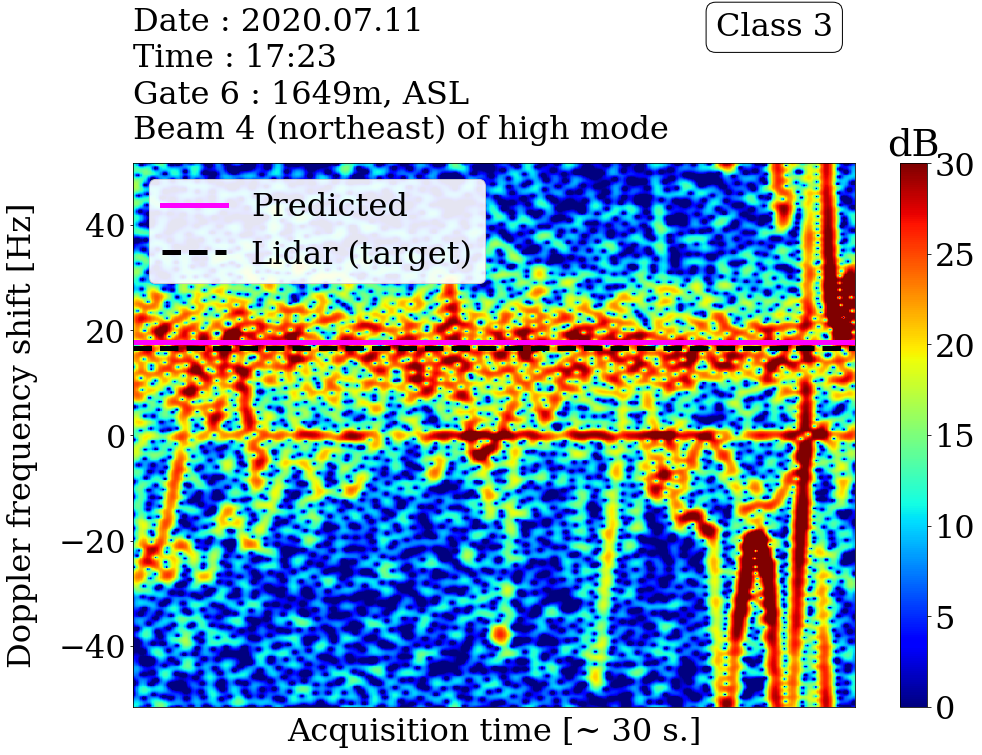 Date : 2020.07.11
Time : 17:23
Gate 6 : 1649m, ASL
Beam 4 (northeast) of high mode
Class 3
dB
Predicted
Lidar (target)
Doppler frequency shift [Hz]
40
20
0
−20
−40
Acquisition time [~ 30 s.]
30
25
20
15
10
5
0